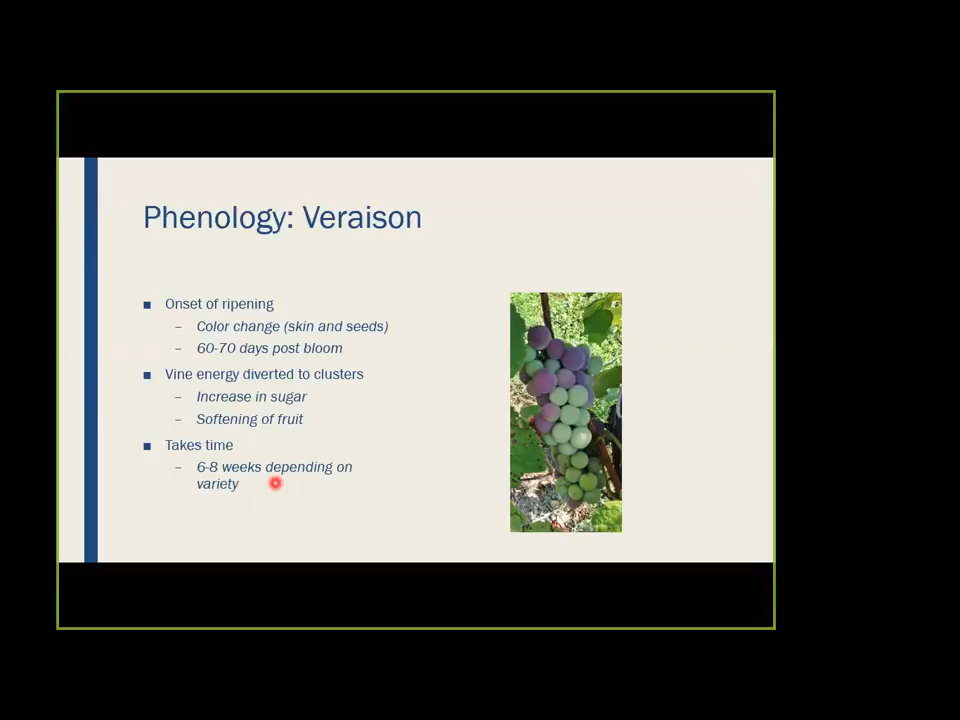 Phenology: Veraison
■ Onset of ripening
– Color change (skin and seeds)
– 60-70 days post bloom
■ Vine energy diverted to clusters
– Increase in sugar
– Softening of fruit
■ Takes time
– 6-8 weeks depending on
variety